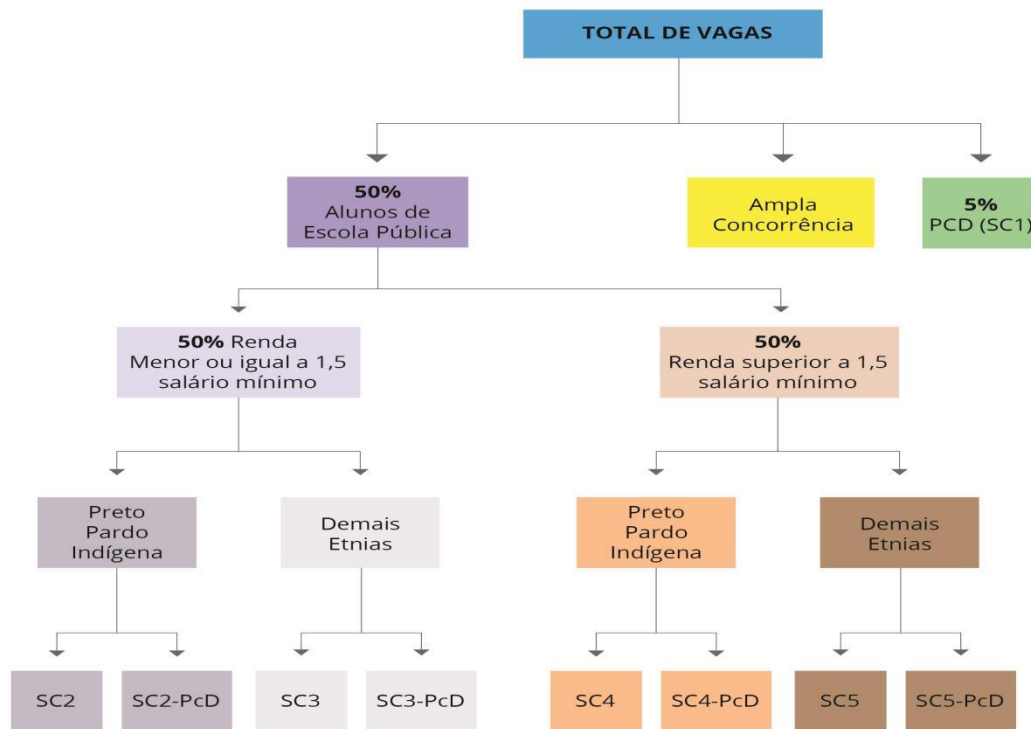 TOTAL DE VAGAS
50%
Alunos de
Escola Pública
Ampla
Concorrência
5%
PCD (SC1)
50% Renda
Menor ou igual a 1,5
salário mínimo
50%
Renda superior a 1,5
salário mínimo
Preto
Pardo
Indígena
Demais
Etnias
Preto
Pardo
Indígena
Demais
Etnias
SC2
SC2-PcD
SC3
SC3-PcD
SC4
SC4-PcD
SC5
SC5-PcD